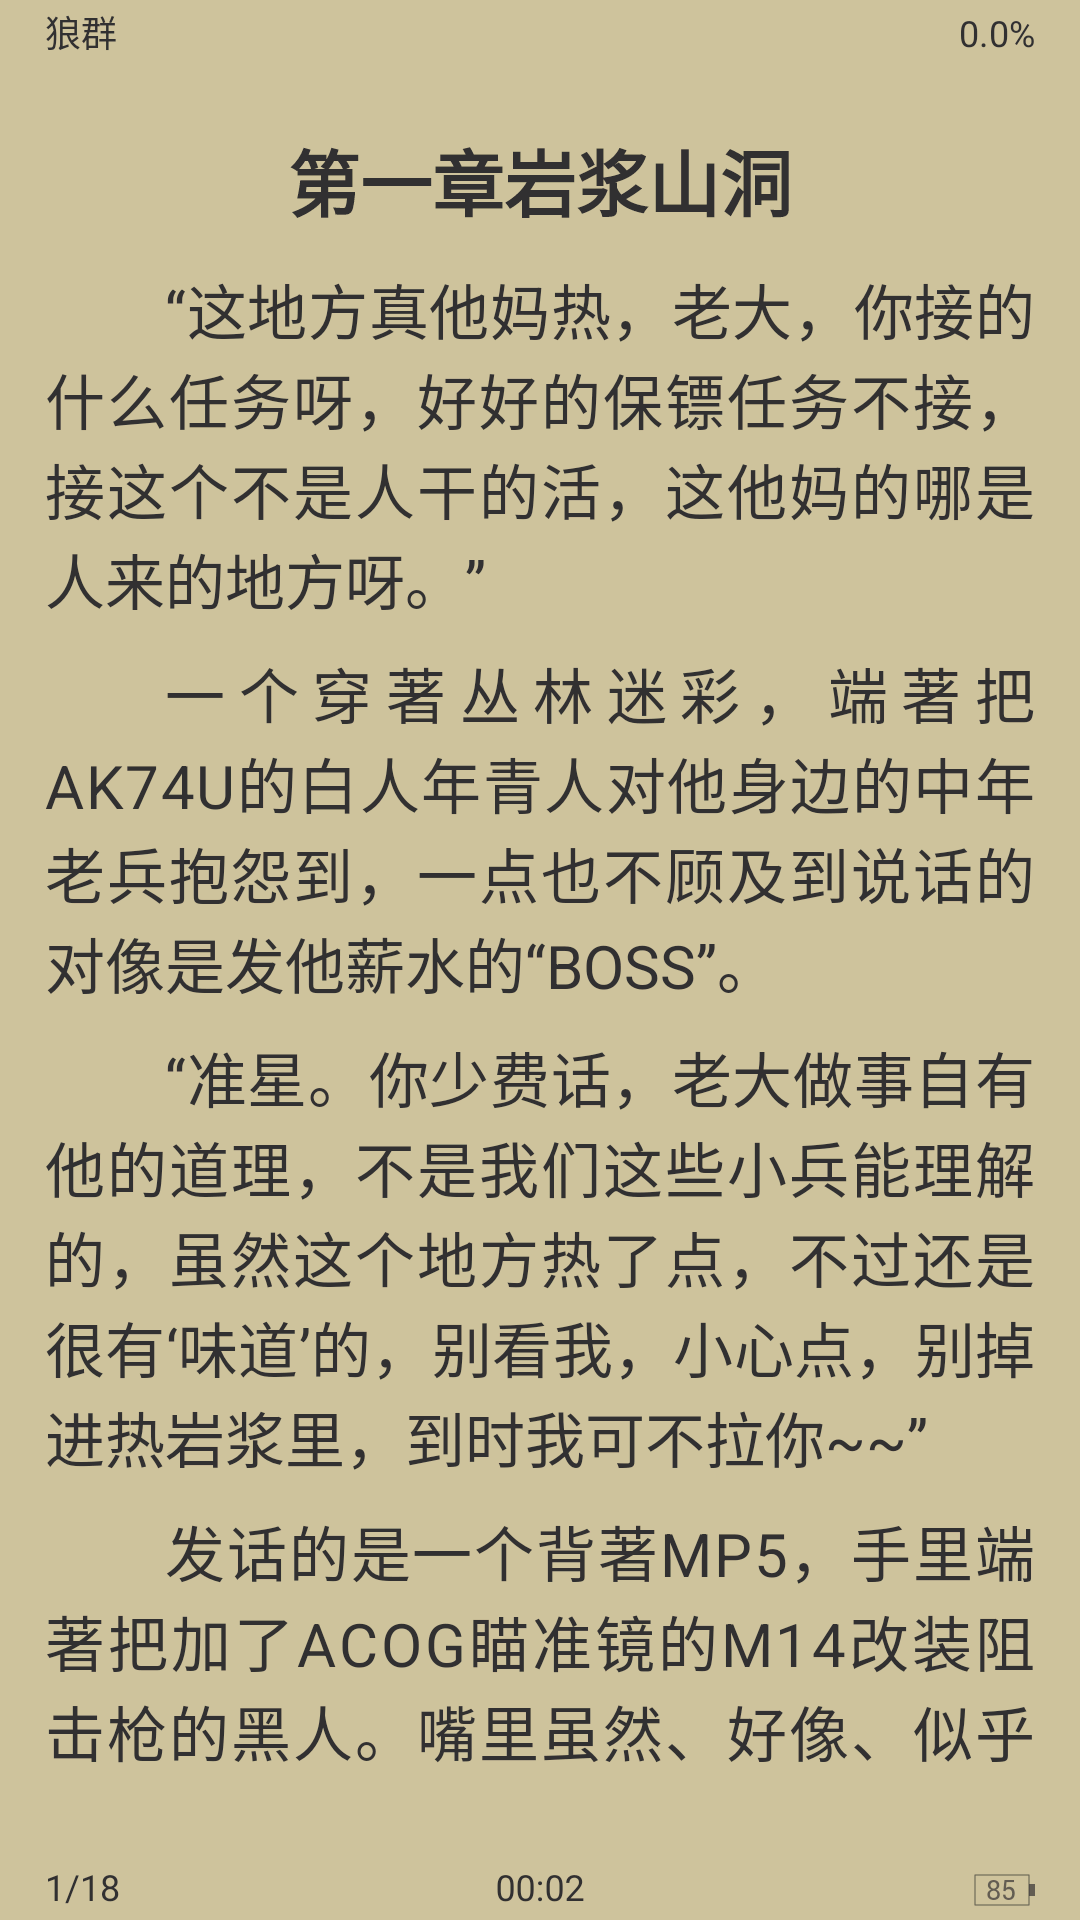 狼群 0.0%
第一章岩浆山洞
“这地方真他妈热，老大，你接的
什么任务呀，好好的保镖任务不接，
接这个不是人干的活，这他妈的哪是
人来的地方呀。”
一个穿著丛林迷彩，端著把
AK74U的白人年青人对他身边的中年
老兵抱怨到，一点也不顾及到说话的
对像是发他薪水的“BOSS”。
“准星。你少费话，老大做事自有
他的道理，不是我们这些小兵能理解
的，虽然这个地方热了点，不过还是
很有‘味道’的，别看我，小心点，别掉
进热岩浆里，到时我可不拉你~~”
发话的是一个背著MP5，手里端
著把加了ACOG瞄准镜的M14改装阻
击枪的黑人。嘴里虽然、好像、似乎
1/18 00:02 85